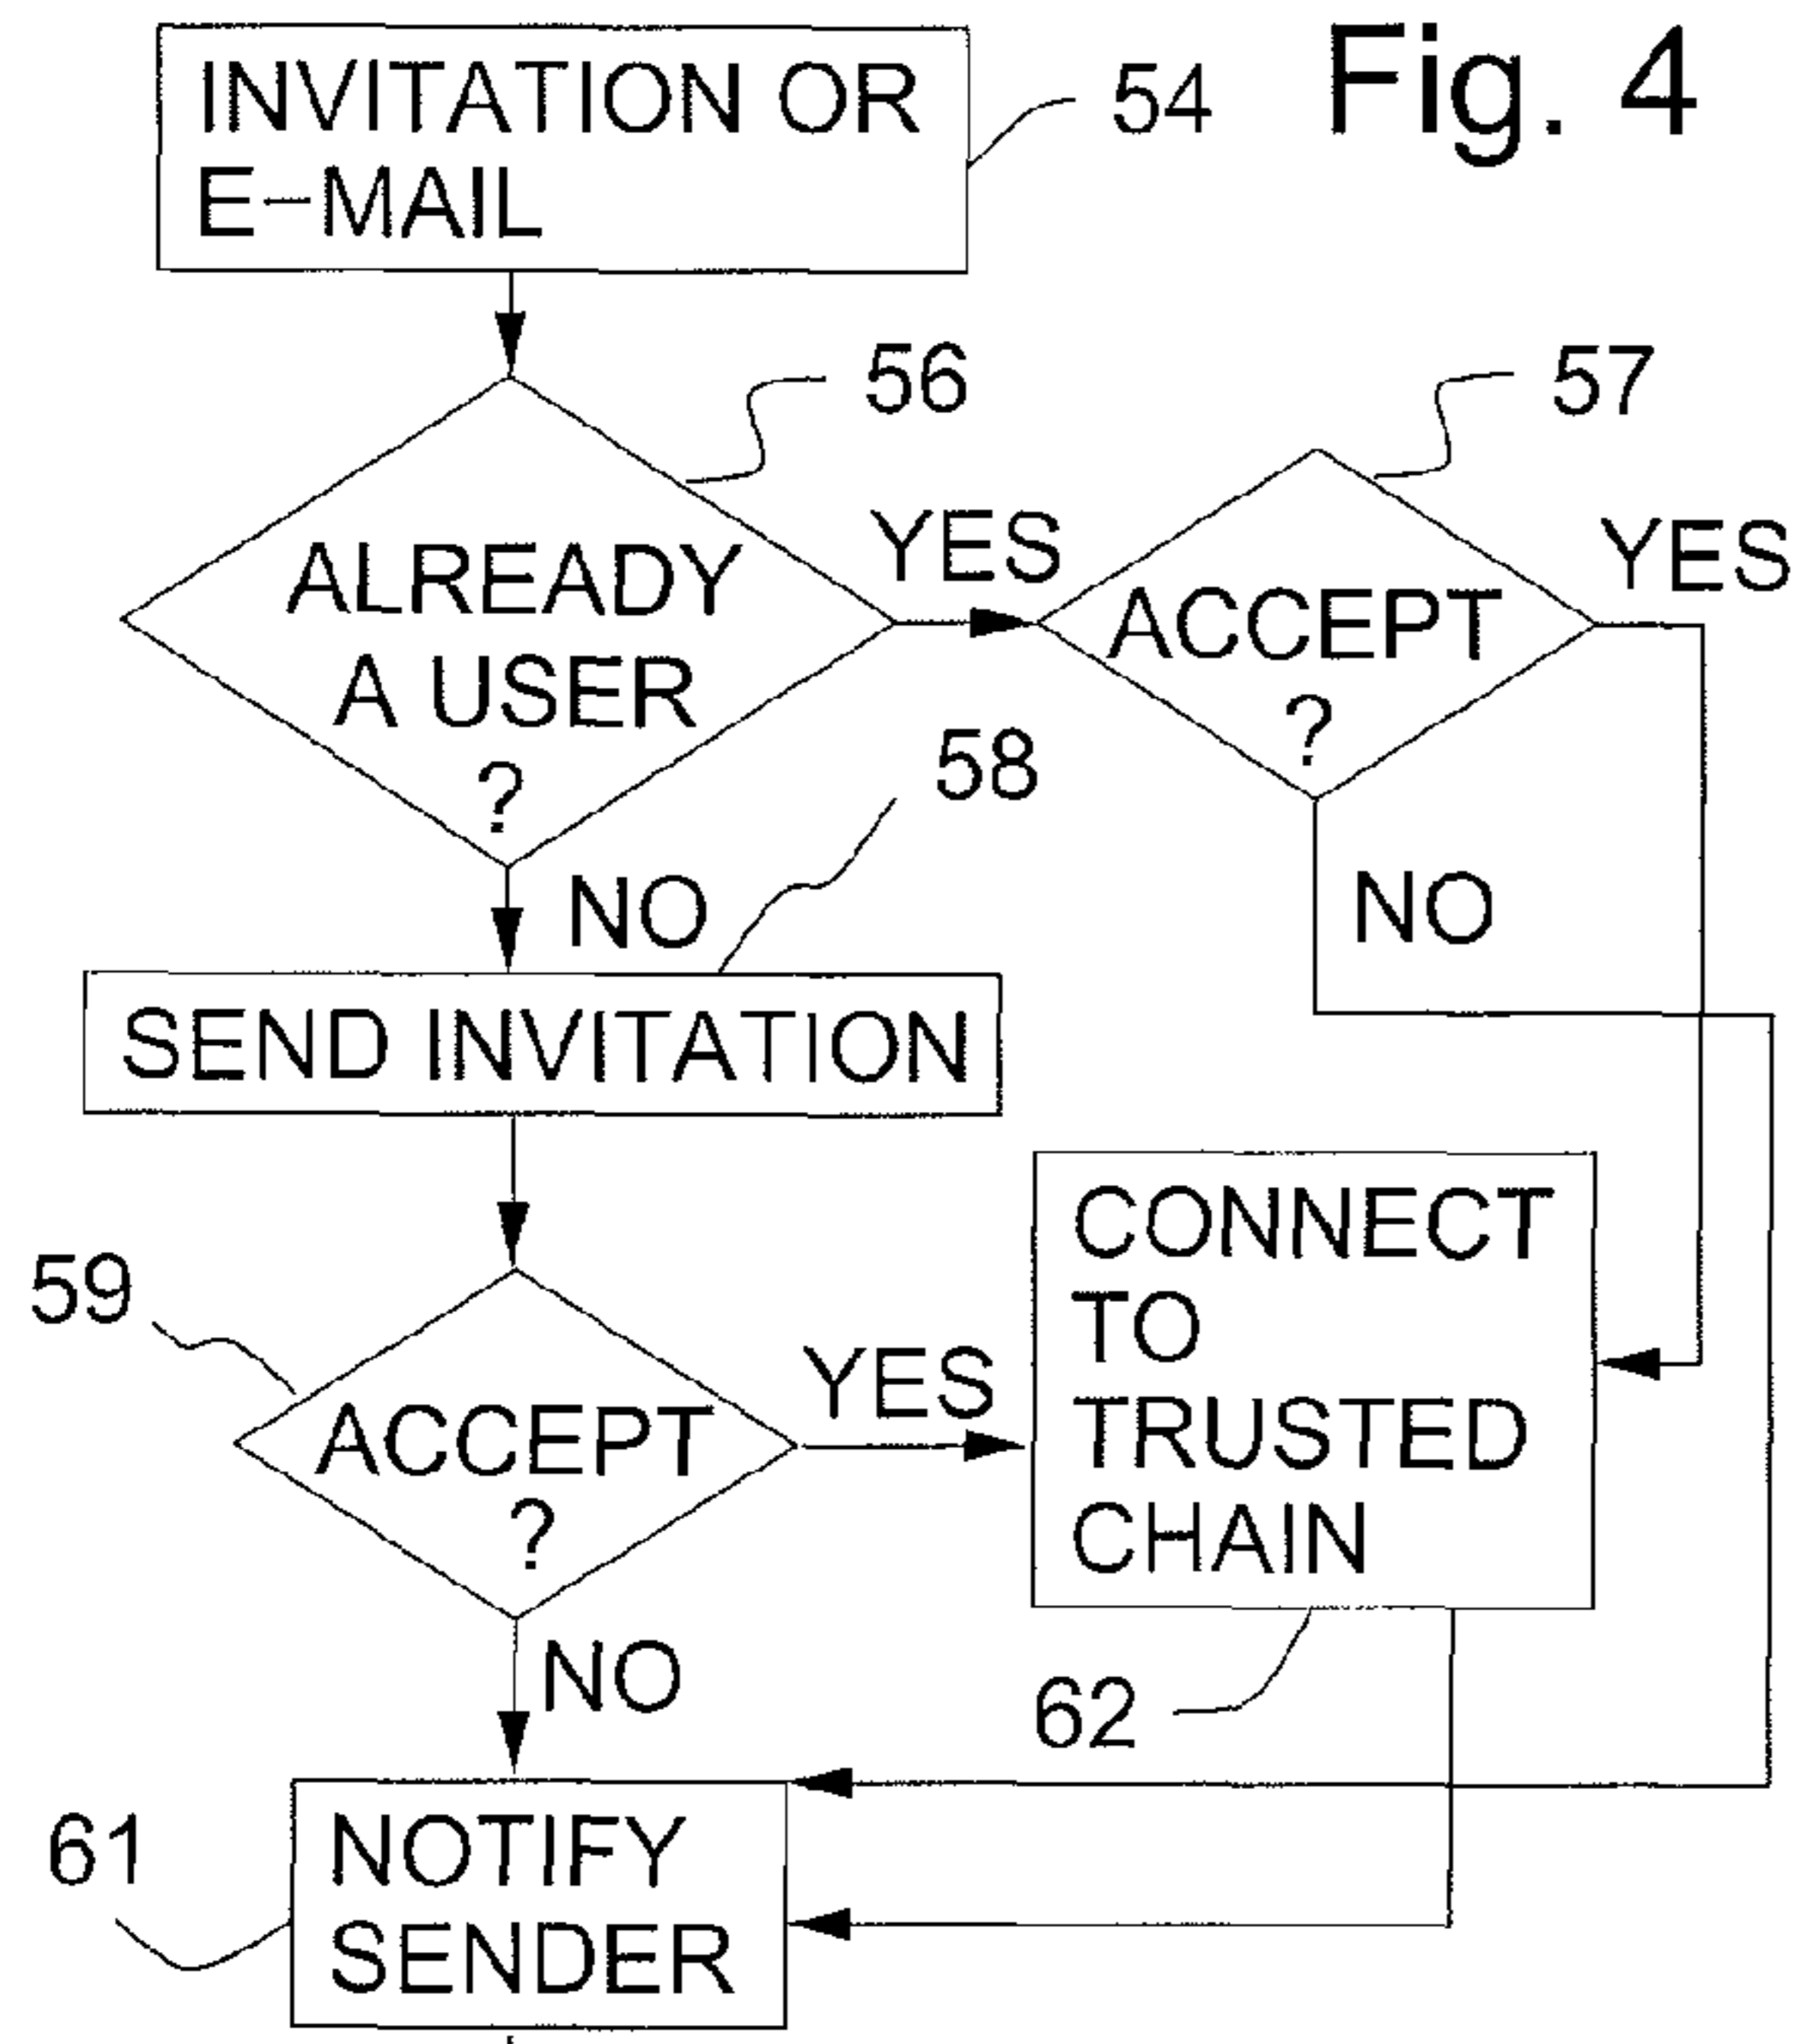 Fig. 4
INVITATION OR
E-MAIL
54
56
57
ALREADY
A USER
?
YES
ACCEPT
?
YES
58
NO
NO
SEND INVITATION
59
ACCEPT
?
YES
CONNECT
TO
TRUSTED
CHAIN
NO
62
61
NOTIFY
SENDER